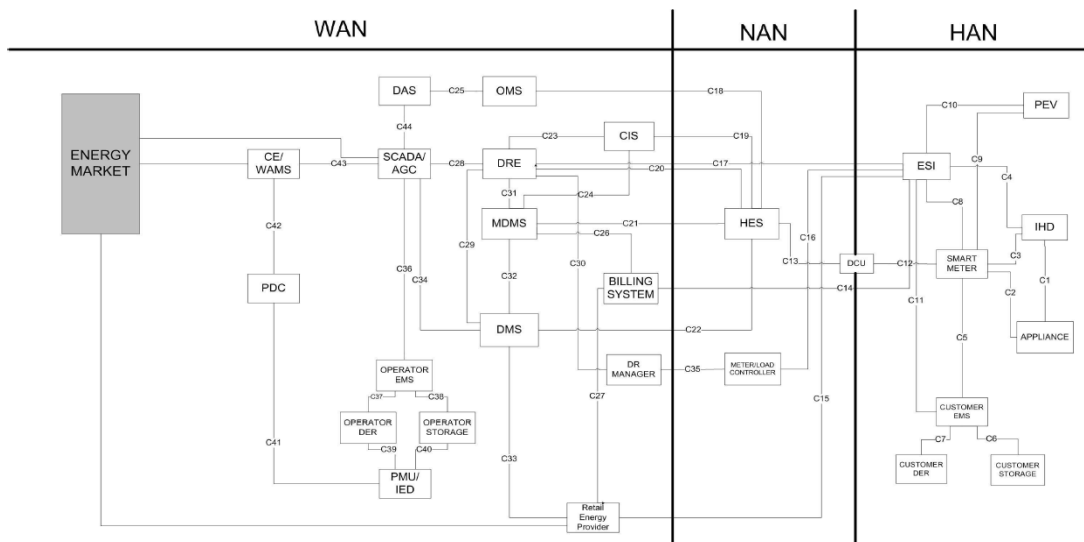 WAN
NAN
HAN
DAS
C25
OMS
C18
PEV
C10
C44
C23
CIS
C19
C9
ENERGY
MARKET
CE/
WAMS
C43
SCADA/
AGC
C28
DRE
C17
C20
ESI
C4
C31
C24
C8
C42
MDMS
C21
HES
C16
IHD
C26
C29
C30
C36
C34
C13
DCU
C12
SMART
METER
C3
C32
PDC
BILLING
SYSTEM
C14
C11
C2
C1
DMS
C22
C5
APPLIANCE
OPERATOR
EMS
DR
MANAGER
C35
METER/LOAD
CONTROLLER
C37
C38
C27
C15
CUSTOMER
EMS
OPERATOR
DER
OPERATOR
STORAGE
C41
C39
C40
C33
C7
C6
PMU/
IED
CUSTOMER
DER
CUSTOMER
STORAGE
Retail
Energy
Provider